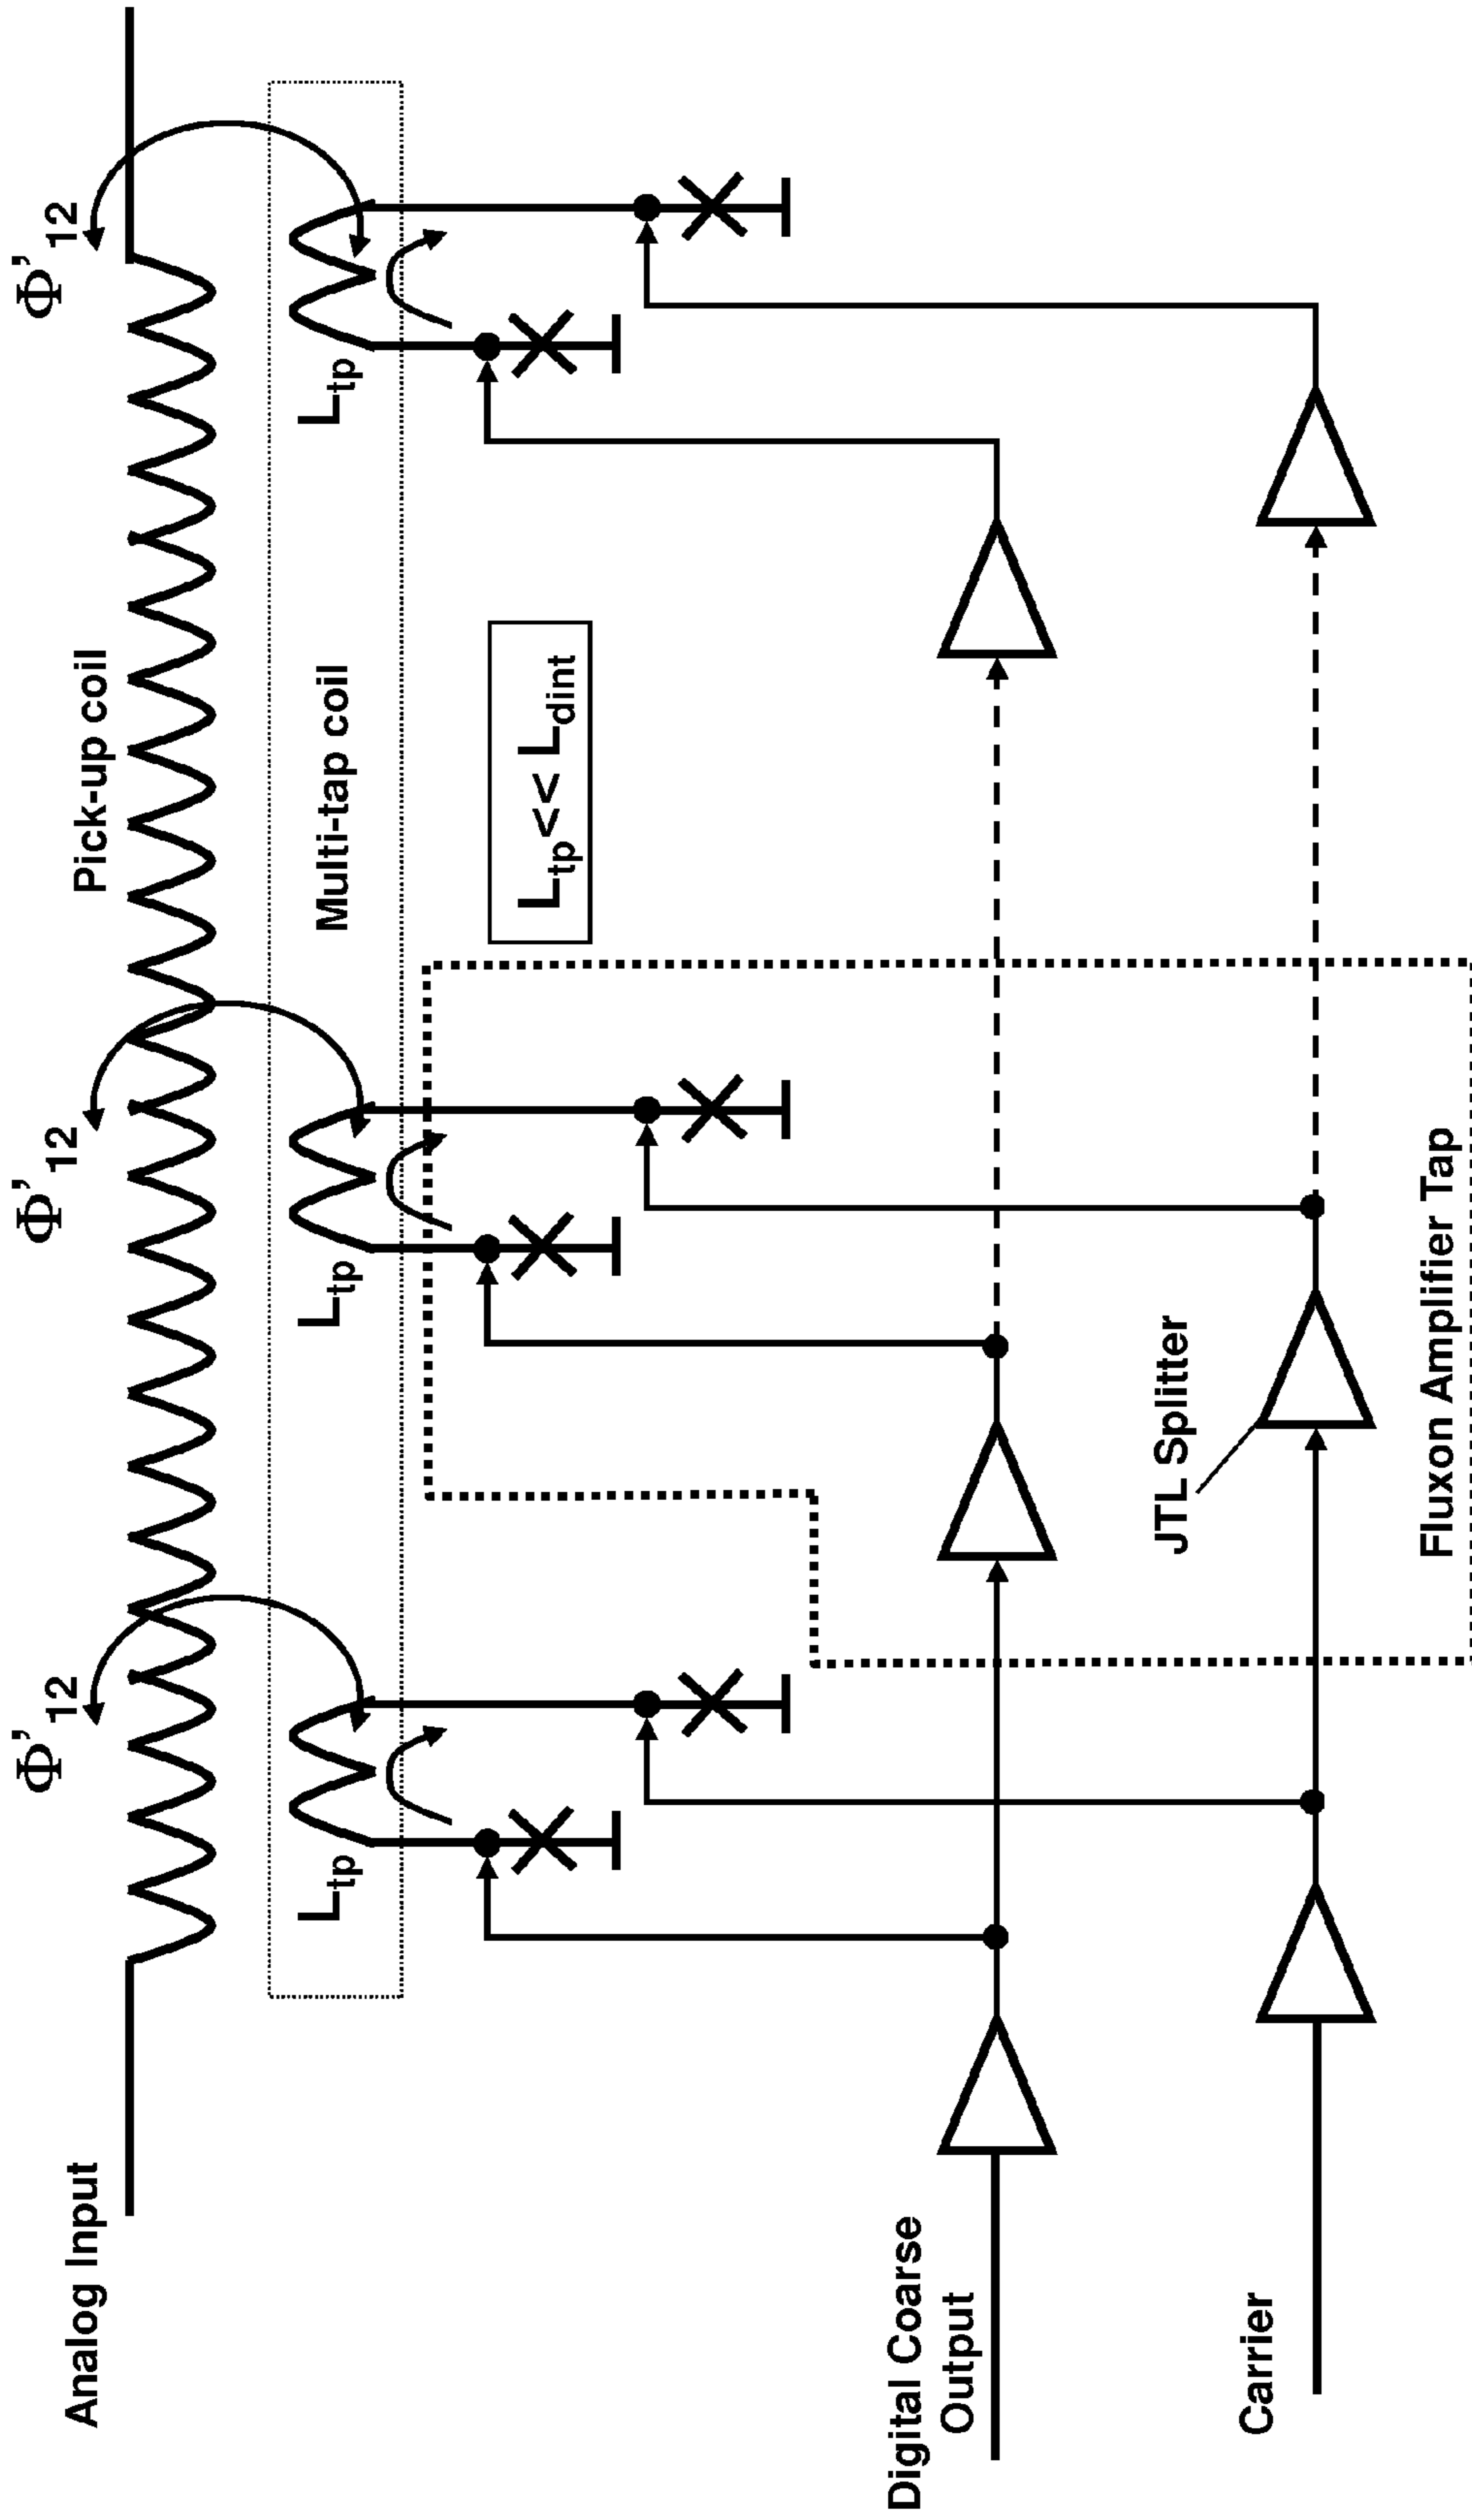 Φ'12
Φ'12
Φ'12
Analog Input
Pick-up coil
Multi-tap coil
Ltp
Ltp
Ltp
Ltp << Ldint
Digital Coarse
Output
JTL Splitter
Carrier
Fluxon Amplifier Tap